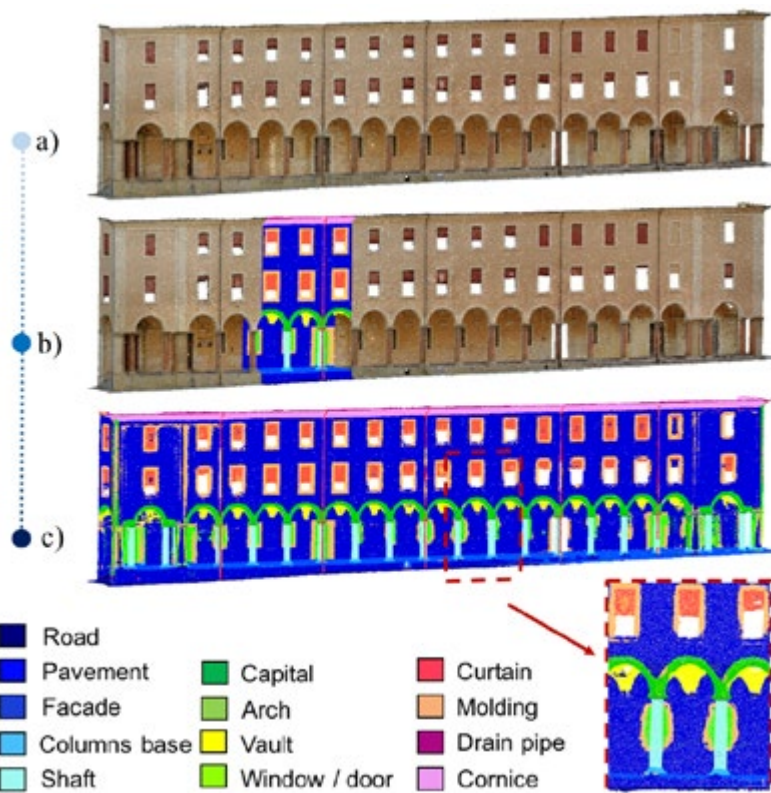 a)
b)
c)
Road
Pavement
Facade
Columns base
Shaft
Capital
Arch
Vault
Window / door
Curtain
Molding
Drain pipe
Cornice